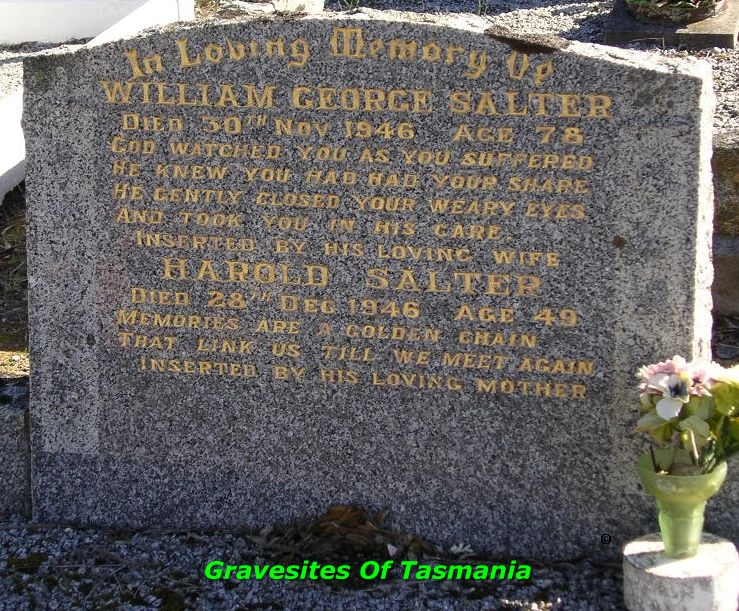 In Loving Memory Of
WILLIAM GEORGE SALTER
DIED 30TH NOV 1946 AGE 78
GOD WATCHED YOU AS YOU SUFFERED
HE KNEW YOU HAD HAD YOUR SHARE
HE GENTLY CLOSED YOUR WEARY EYES
AND TOOK YOU IN HIS CARE.
INSERTED BY HIS LOVING WIFE
HAROLD SALTER
DIED 28TH DEC 1946 AGE 49
MEMORIES ARE A GOLDEN CHAIN
THAT LINK US TILL WE MEET AGAIN
INSERTED BY HIS LOVING MOTHER
©
Gravesites Of Tasmania